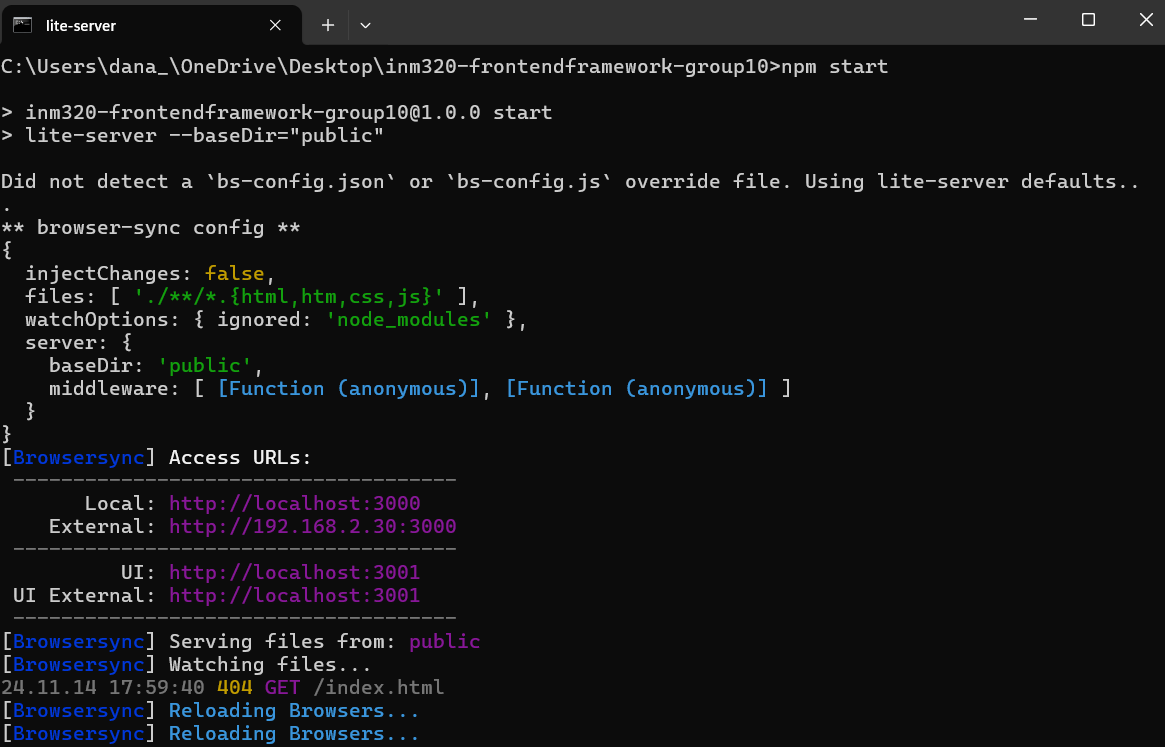 lite-server
C:\Users\dana_\OneDrive\Desktop\inm320-frontendframework-group10>npm start
> inm320-frontendframework-group10@1.0.0 start
> lite-server --baseDir="public"
Did not detect a `bs-config.json` or `bs-config.js` override file. Using lite-server defaults..
.
** browser-sync config **
{
  injectChanges: false,
  files: [ './**/*.{html,htm,css,js}' ],
  watchOptions: { ignored: 'node_modules' },
  server: {
    baseDir: 'public',
    middleware: [ [Function (anonymous)], [Function (anonymous)] ]
  }
}
[Browsersync] Access URLs:
 -------------------------------------
       Local: http://localhost:3000
    External: http://192.168.2.30:3000
 -------------------------------------
          UI: http://localhost:3001
 UI External: http://localhost:3001
 -------------------------------------
[Browsersync] Serving files from: public
[Browsersync] Watching files...
24.11.14 17:59:40 404 GET /index.html
[Browsersync] Reloading Browsers...
[Browsersync] Reloading Browsers...